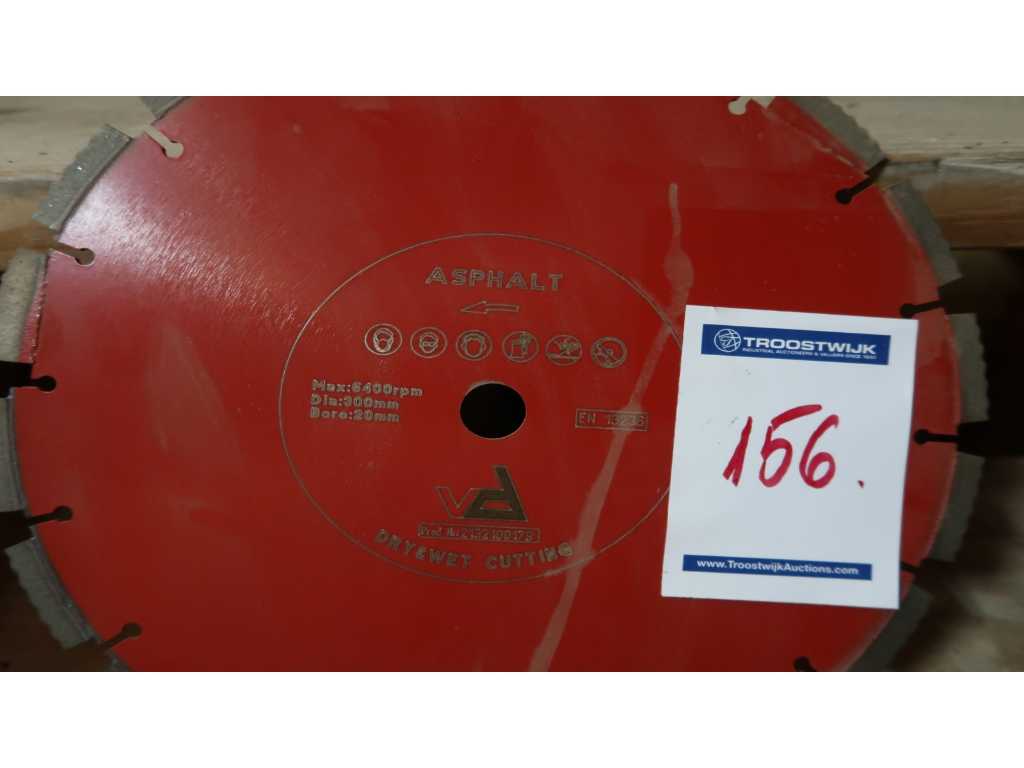 ASPHALT
Max:6400rpm
Dia:300mm
Bore:20mm
EN 13236
vd
DRY&WET CUTTING
TROOSTWIJK
INDUSTRIAL AUCTIONEERS & VALUERS SINCE 1930
156.
www.TroostwijkAuctions.com